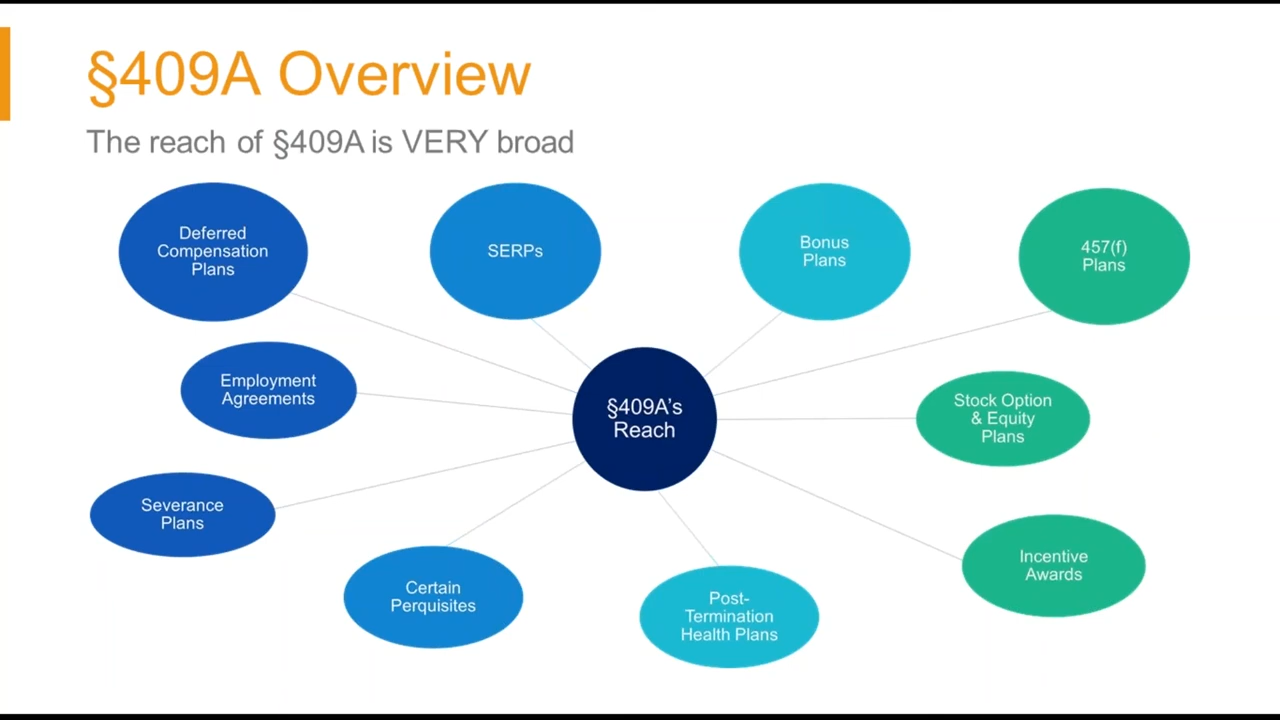 §409A Overview
The reach of §409A is VERY broad
Deferred
Compensation
Plans
SERPs
Bonus
Plans
457(f)
Plans
Employment
Agreements
§409A's
Reach
Stock Option
& Equity
Plans
Severance
Plans
Certain
Perquisites
Post-
Termination
Health Plans
Incentive
Awards